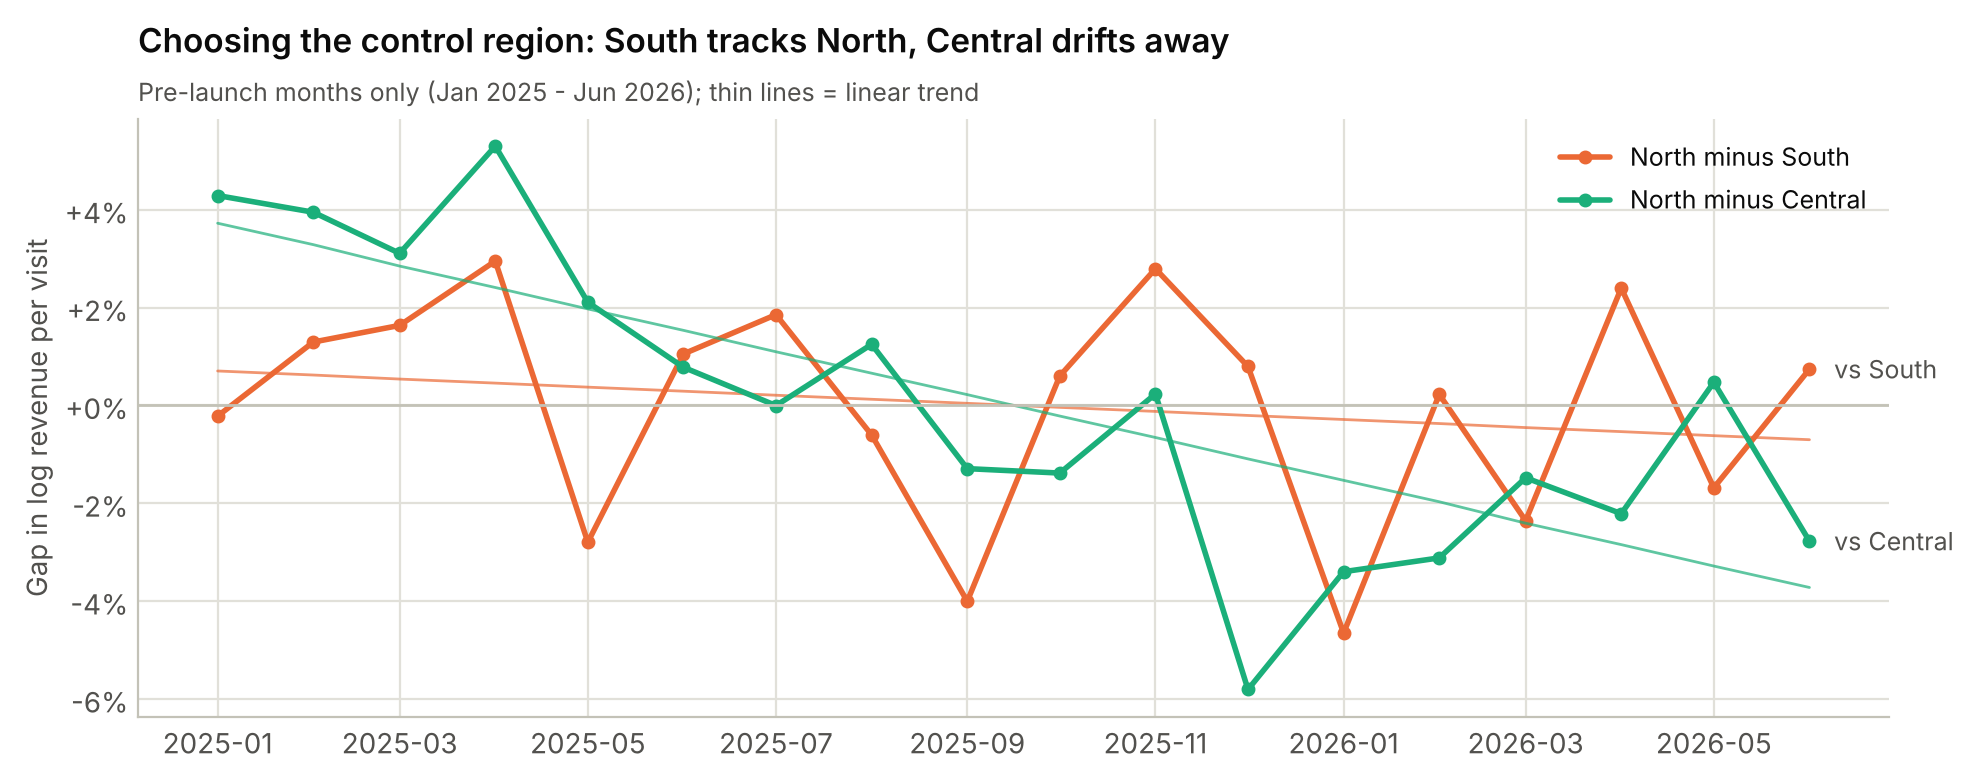 Choosing the control region: South tracks North, Central drifts away
Pre-launch months only (Jan 2025 - Jun 2026); thin lines = linear trend
North minus South
North minus Central
Gap in log revenue per visit
+4%
+2%
+0%
-2%
-4%
-6%
vs South
vs Central
2025-01
2025-03
2025-05
2025-07
2025-09
2025-11
2026-01
2026-03
2026-05